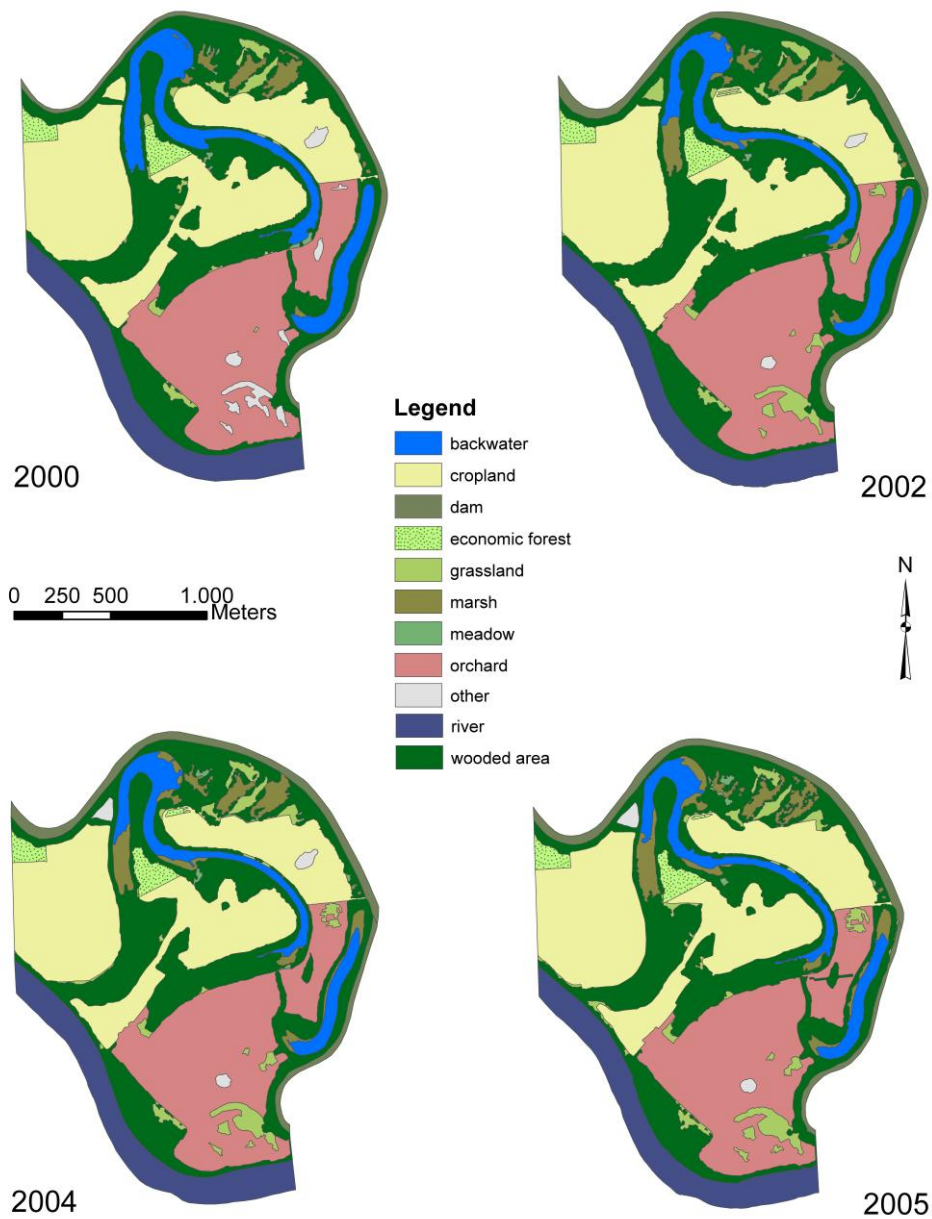 2000
2002
Legend
backwater
cropland
dam
economic forest
grassland
marsh
meadow
orchard
other
river
wooded area
0 250 500 1.000
Meters
N
2004
2005